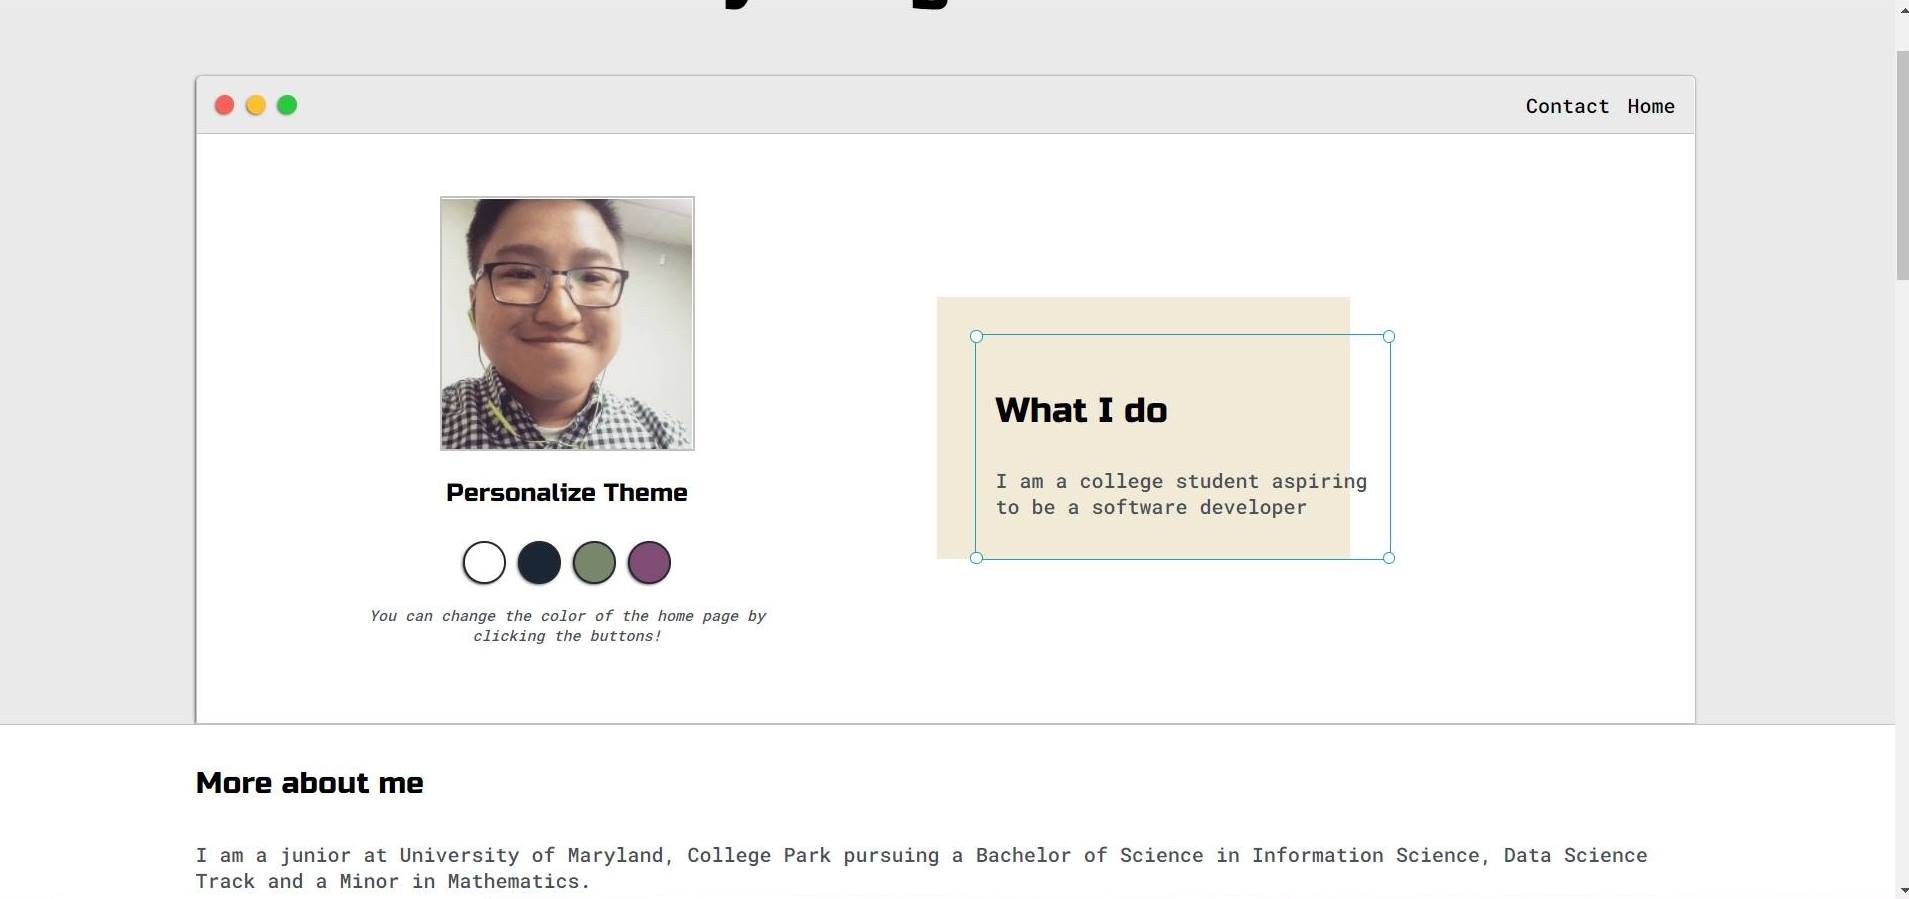 Contact Home
Personalize Theme
You can change the color of the home page by
clicking the buttons!
What I do
I am a college student aspiring
to be a software developer
More about me
I am a junior at University of Maryland, College Park pursuing a Bachelor of Science in Information Science, Data Science
Track and a Minor in Mathematics.